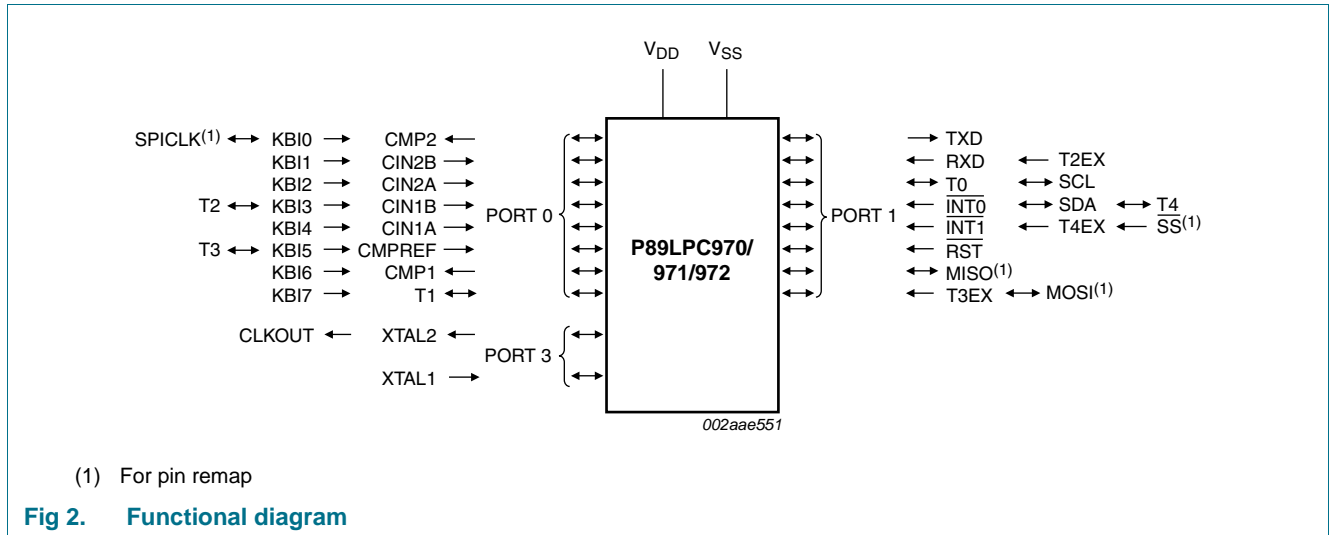 VDD VSS
SPICLK(1) ↔ KBI0 → CMP2 ← → TXD
KBI1 → CIN2B → ← RXD ← T2EX
KBI2 → CIN2A → ↔ T0 ↔ SCL
T2 ↔ KBI3 → CIN1B → PORT 0 PORT 1 ← INT0 ↔ SDA ↔ T4
KBI4 → CIN1A → P89LPC970/ ← INT1 ← T4EX ← SS(1)
T3 ↔ KBI5 → CMPREF → 971/972 ← RST
KBI6 → CMP1 ← ↔ MISO(1)
KBI7 → T1 ↔ ← T3EX ↔ MOSI(1)
CLKOUT ← XTAL2 ←
PORT 3
XTAL1 →
002aae551
(1) For pin remap
Fig 2. Functional diagram